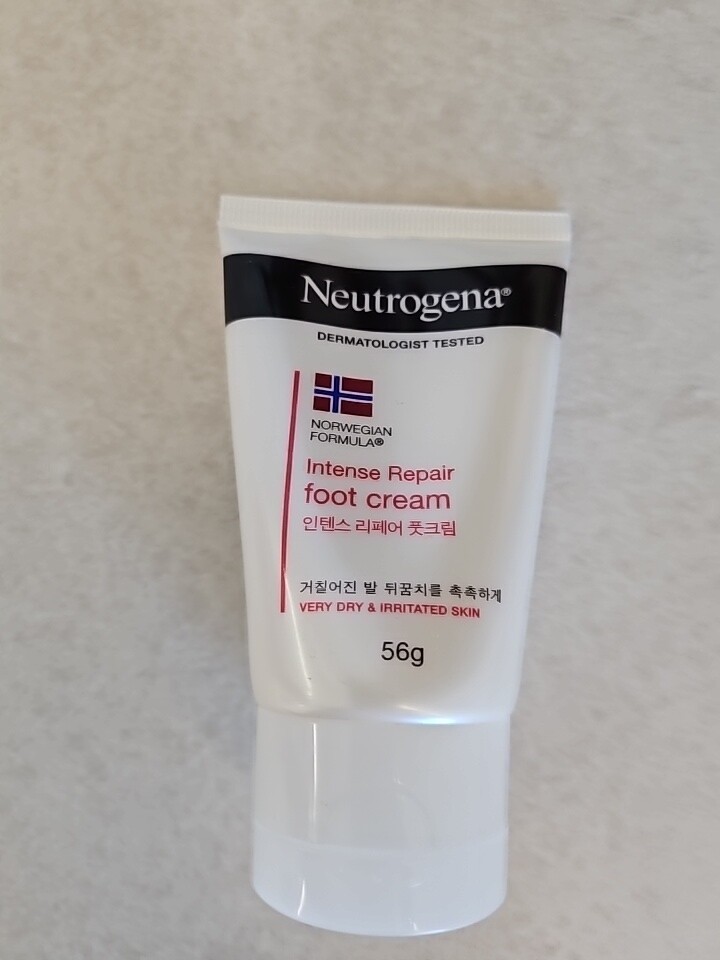 Neutrogena®
DERMATOLOGIST TESTED
NORWEGIAN
FORMULA®
Intense Repair
foot cream
인텐스 리페어 풋크림
거칠어진 발 뒤꿈치를 촉촉하게
VERY DRY & IRRITATED SKIN
56g